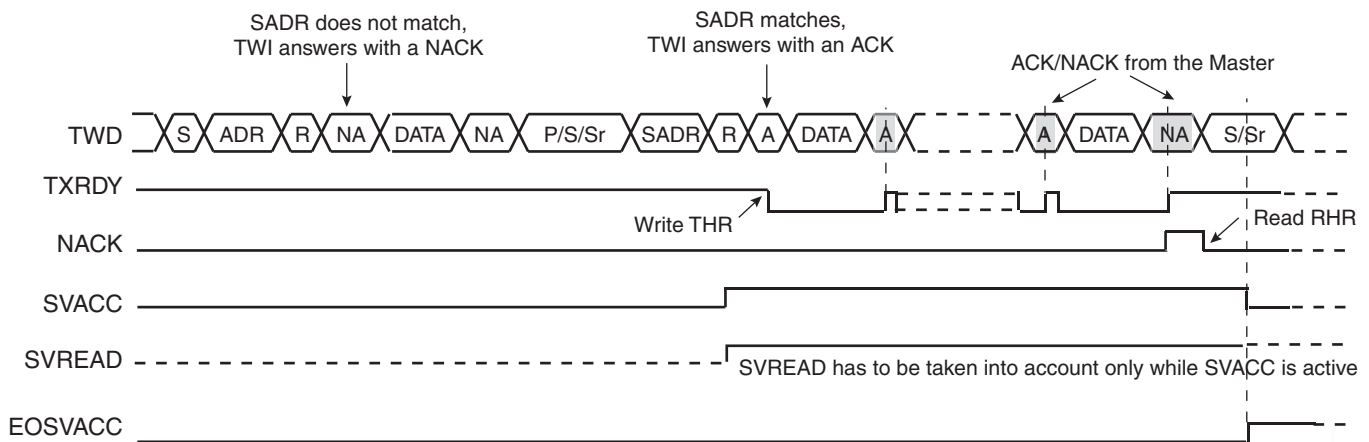 SADR does not match,
TWI answers with a NACK
SADR matches,
TWI answers with an ACK
ACK/NACK from the Master
TWD S ADR R NA DATA NA P/S/Sr SADR R A DATA A A DATA NA S/Sr
TXRDY
Write THR
Read RHR
NACK
SVACC
SVREAD
SVREAD has to be taken into account only while SVACC is active
EOSVACC